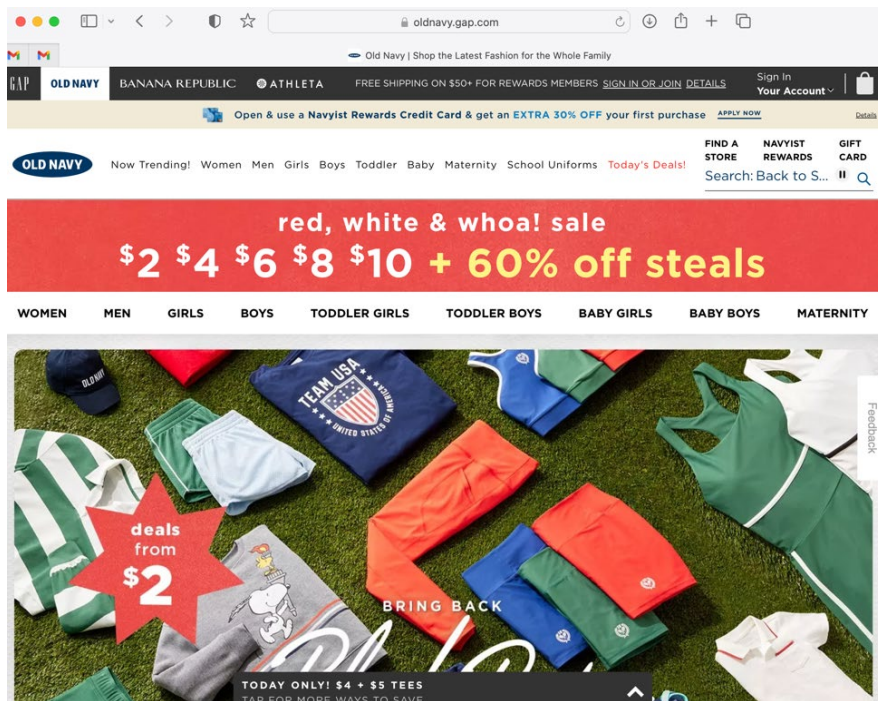 oldnavy.gap.com
Old Navy | Shop the Latest Fashion for the Whole Family
GAP OLD NAVY BANANA REPUBLIC ATHLETA FREE SHIPPING ON $50+ FOR REWARDS MEMBERS SIGN IN OR JOIN DETAILS Sign In
Your Account
Open & use a Navyist Rewards Credit Card & get an EXTRA 30% OFF your first purchase APPLY NOW Details
OLD NAVY Now Trending! Women Men Girls Boys Toddler Baby Maternity School Uniforms Today's Deals!
FIND A STORE NAVYIST REWARDS GIFT CARD
Search: Back to S...
red, white & whoa! sale
$2 $4 $6 $8 $10 + 60% off steals
WOMEN MEN GIRLS BOYS TODDLER GIRLS TODDLER BOYS BABY GIRLS BABY BOYS MATERNITY
OLD NAVY
TEAM USA
UNITED STATES OF AMERICA
Feedback
deals
from
$2
BRING BACK
TODAY ONLY! $4 + $5 TEES
TAP FOR MORE WAYS TO SAVE